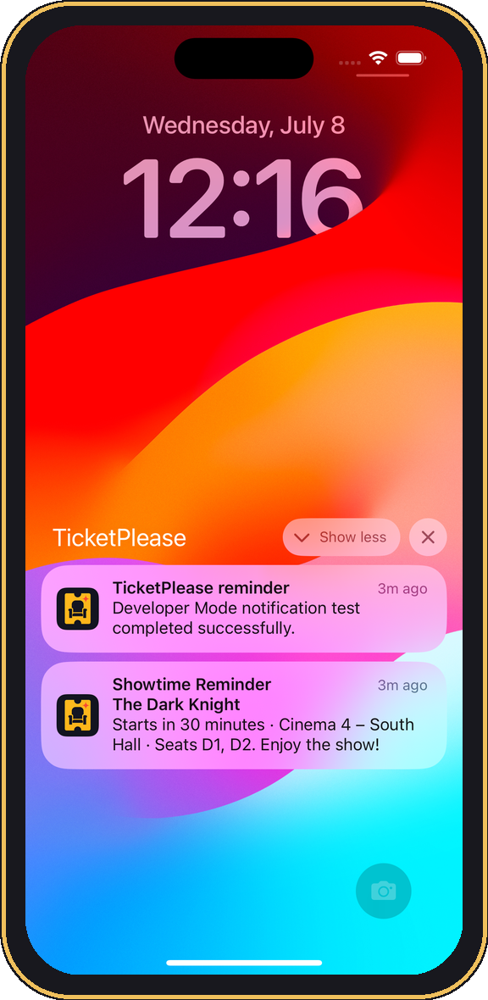 Wednesday, July 8
12:16
TicketPlease
Show less
TicketPlease reminder
3m ago
Developer Mode notification test
completed successfully.
Showtime Reminder
3m ago
The Dark Knight
Starts in 30 minutes · Cinema 4 – South
Hall · Seats D1, D2. Enjoy the show!